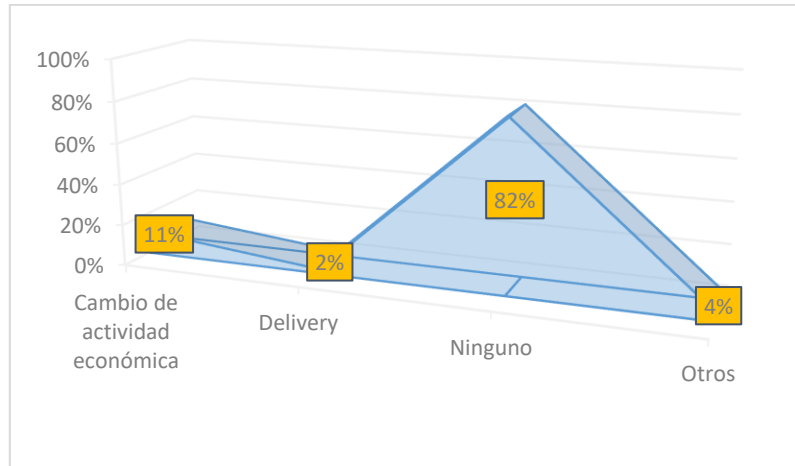 100%
80%
60%
40%
20%
0%
11%
2%
82%
4%
Cambio de
actividad
económica
Delivery
Ninguno
Otros